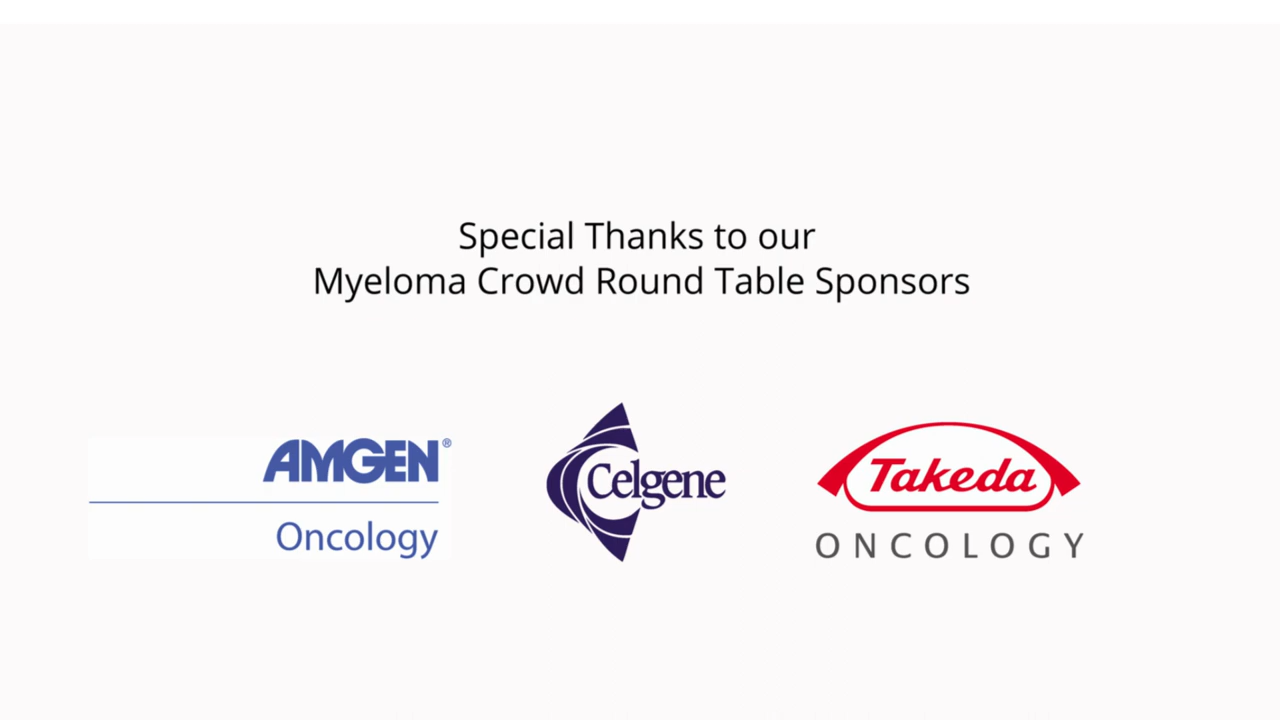 Special Thanks to our
Myeloma Crowd Round Table Sponsors
AMGEN®
Oncology
Celgene
Takeda
ONCOLOGY